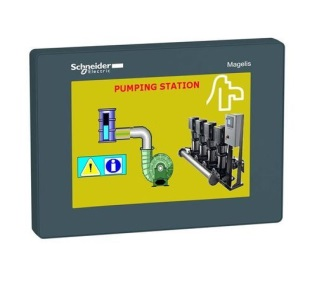 Schneider
Electric
Magelis
PUMPING STATION